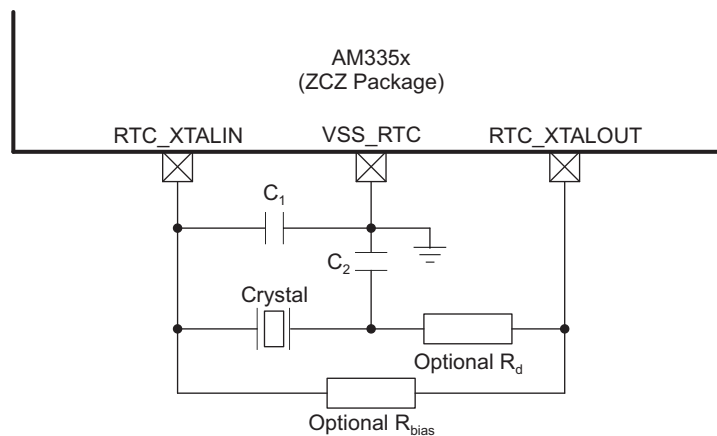 AM335x
(ZCZ Package)
RTC_XTALIN
VSS_RTC
RTC_XTALOUT
C1
C2
Crystal
Optional Rd
Optional Rbias